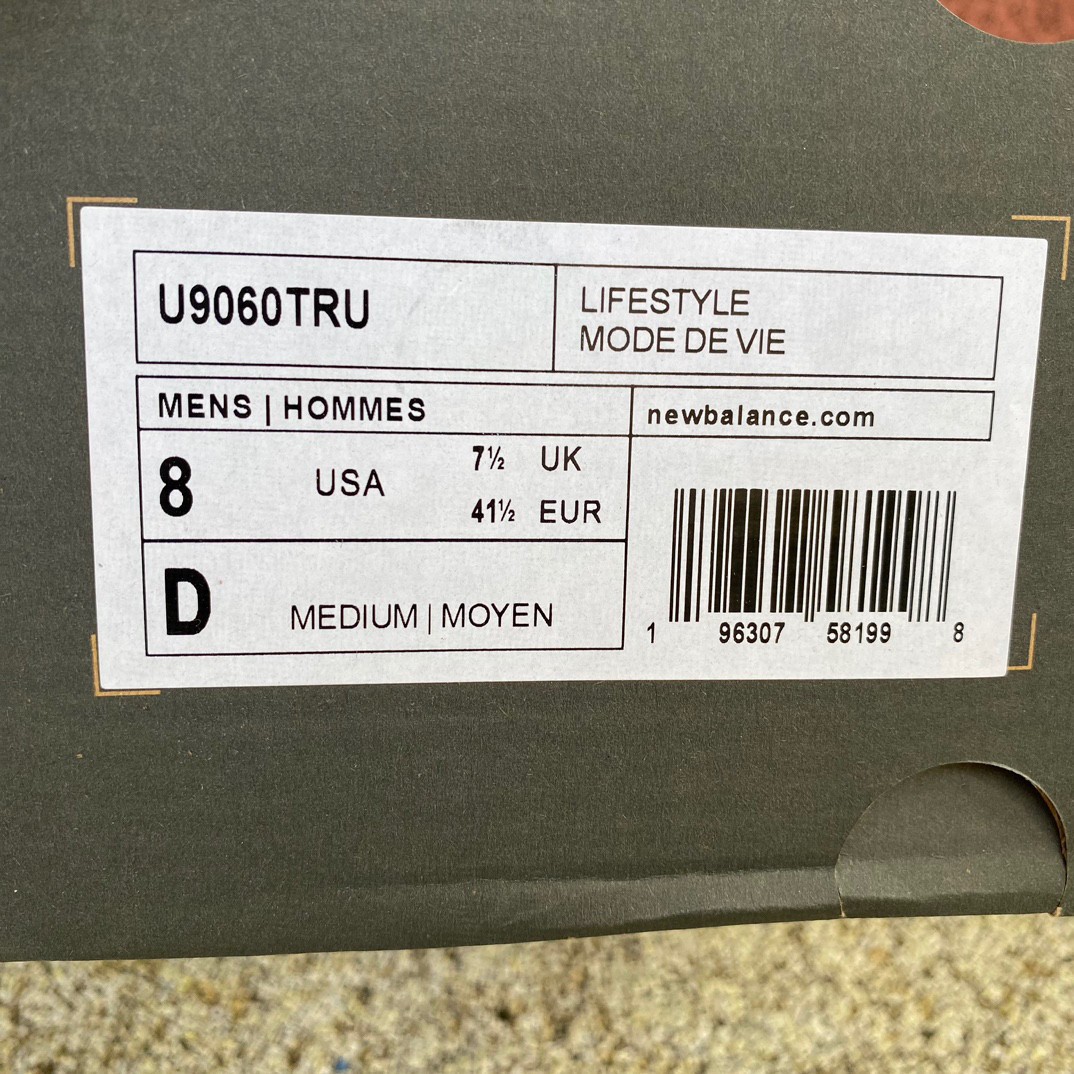 U9060TRU
LIFESTYLE
MODE DE VIE
MENS | HOMMES
newbalance.com
8 USA
7½ UK
41½ EUR
D MEDIUM | MOYEN
1 96307 58199 8